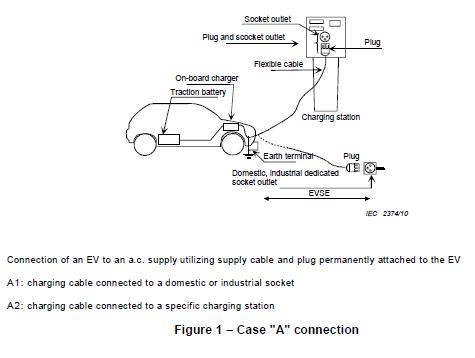 Socket outlet
Plug and scocket outlet
Plug
Flexible cable
On-board charger
Traction battery
Charging station
Earth terminal
Plug
Domestic, industrial dedicated
socket outlet
EVSE
IEC 2374/10
Connection of an EV to an a.c. supply utilizing supply cable and plug permanently attached to the EV
A1: charging cable connected to a domestic or industrial socket
A2: charging cable connected to a specific charging station
Figure 1 – Case "A" connection